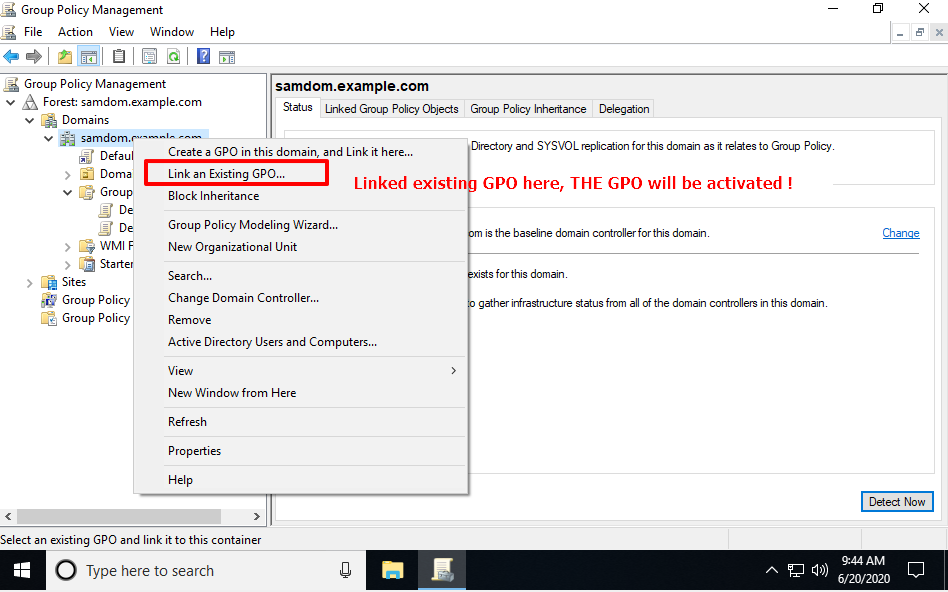 Group Policy Management
File Action View Window Help
Group Policy Management
Forest: samdom.example.com
Domains
samdom.example.com
Defaul
Doma
Group
De
De
WMI F
Starter
Sites
Group Policy
Group Policy
Create a GPO in this domain, and Link it here...
Link an Existing GPO...
Block Inheritance
Group Policy Modeling Wizard...
New Organizational Unit
Search...
Change Domain Controller...
Remove
Active Directory Users and Computers...
View
New Window from Here
Refresh
Properties
Help
samdom.example.com
Status Linked Group Policy Objects Group Policy Inheritance Delegation
Directory and SYSVOL replication for this domain as it relates to Group Policy.
Linked existing GPO here, THE GPO will be activated !
om is the baseline domain controller for this domain.
Change
exists for this domain.
o gather infrastructure status from all of the domain controllers in this domain.
Detect Now
Select an existing GPO and link it to this container
Type here to search
9:44 AM
6/20/2020